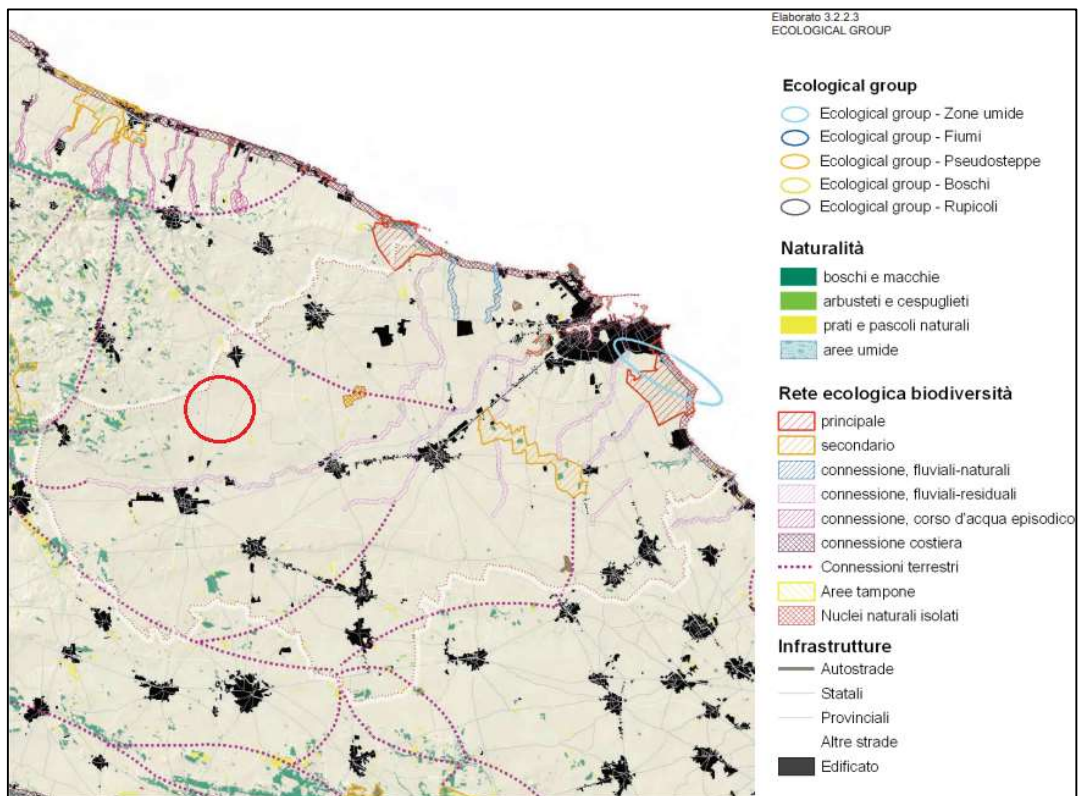 Elaborato 3.2.2.3
ECOLOGICAL GROUP
Ecological group
Ecological group - Zone umide
Ecological group - Fiumi
Ecological group - Pseudosteppe
Ecological group - Boschi
Ecological group - Rupicoli
Naturalità
boschi e macchie
arbusteti e cespuglieti
prati e pascoli naturali
aree umide
Rete ecologica biodiversità
principale
secondario
connessione, fluviali-naturali
connessione, fluviali-residuali
connessione, corso d'acqua episodico
connessione costiera
Connessioni terrestri
Aree tampone
Nuclei naturali isolati
Infrastrutture
Autostrade
Statali
Provinciali
Altre strade
Edificato